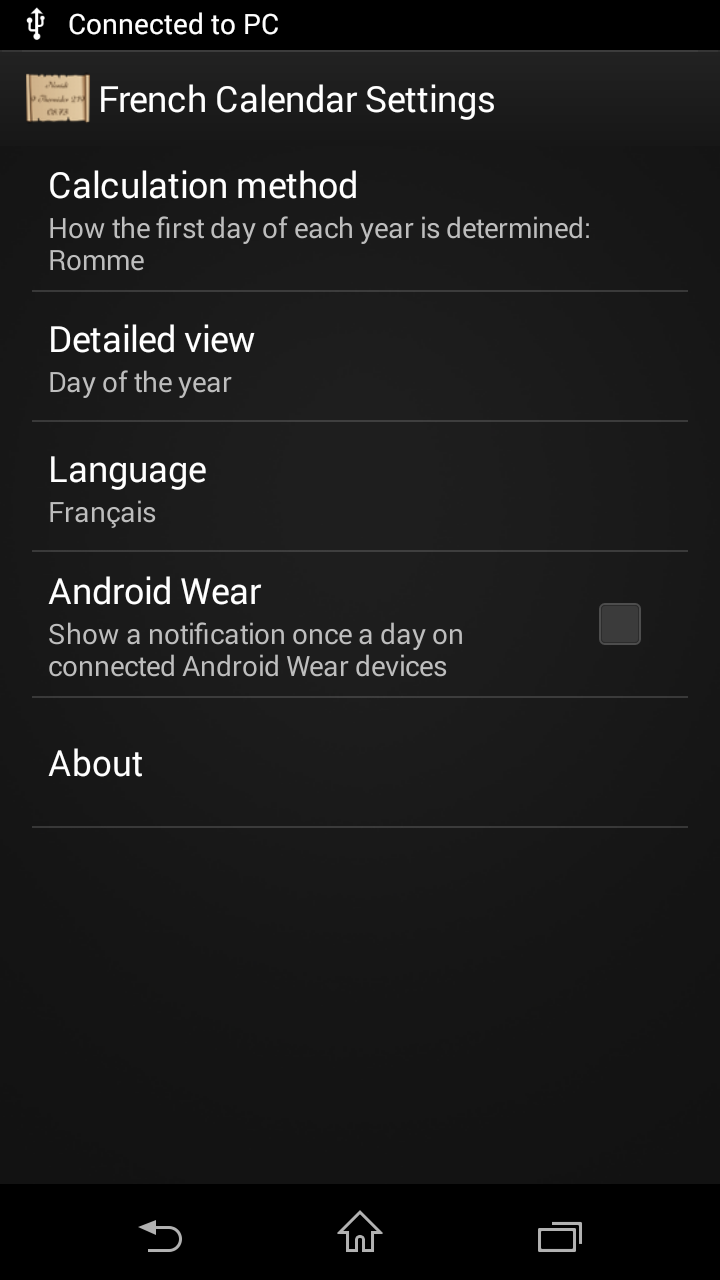 Connected to PC
French Calendar Settings
Calculation method
How the first day of each year is determined:
Romme
Detailed view
Day of the year
Language
Français
Android Wear
Show a notification once a day on
connected Android Wear devices
About